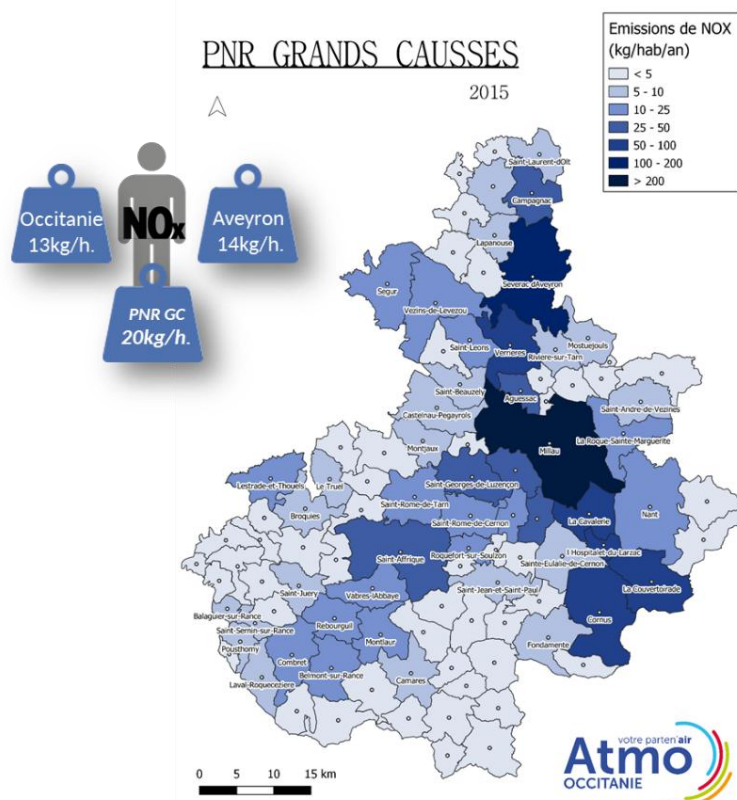 PNR GRANDS CAUSSES
2015
Emissions de NOX
(kg/hab/an)
< 5
5 - 10
10 - 25
25 - 50
50 - 100
100 - 200
> 200
Occitanie
13kg/h.
NOx
Aveyron
14kg/h.
PNR GC
20kg/h.
Saint-Laurent-dOlt
Campagnac
Lapanouse
Severac dAveyron
Segur
Vezins-de-Levezou
Saint-Leons
Verrieres
Mostuejouls
Riviere-sur-Tarn
Saint-Beauzely
Aguessac
Saint-Andre-de-Vezines
Castelnau-Pegayrols
La Roque-Sainte-Marguerite
Montjaux
Millau
Lestrade-et-Thouels
Le Truel
Saint-Georges-de-Luzençon
Saint-Rome-de-Tarn
Broquies
La Cavalerie
Nant
Saint-Rome-de-Cernon
Saint-Affrique
Roquefort-sur-Soulzon
l Hospitalet-du-Larzac
Sainte-Eulalie-de-Cernon
Saint-Juery
Vabres-lAbbaye
Saint-Jean-et-Saint-Paul
La Couvertoirade
Balaguier-sur-Rance
Rebourguil
Cornus
Saint-Sernin-sur-Rance
Pousthomy
Montlaur
Fondamente
Combret
Laval-Roqueceziere
Belmont-sur-Rance
Camares
0 5 10 15 km
votre parten'air
Atmo
OCCITANIE